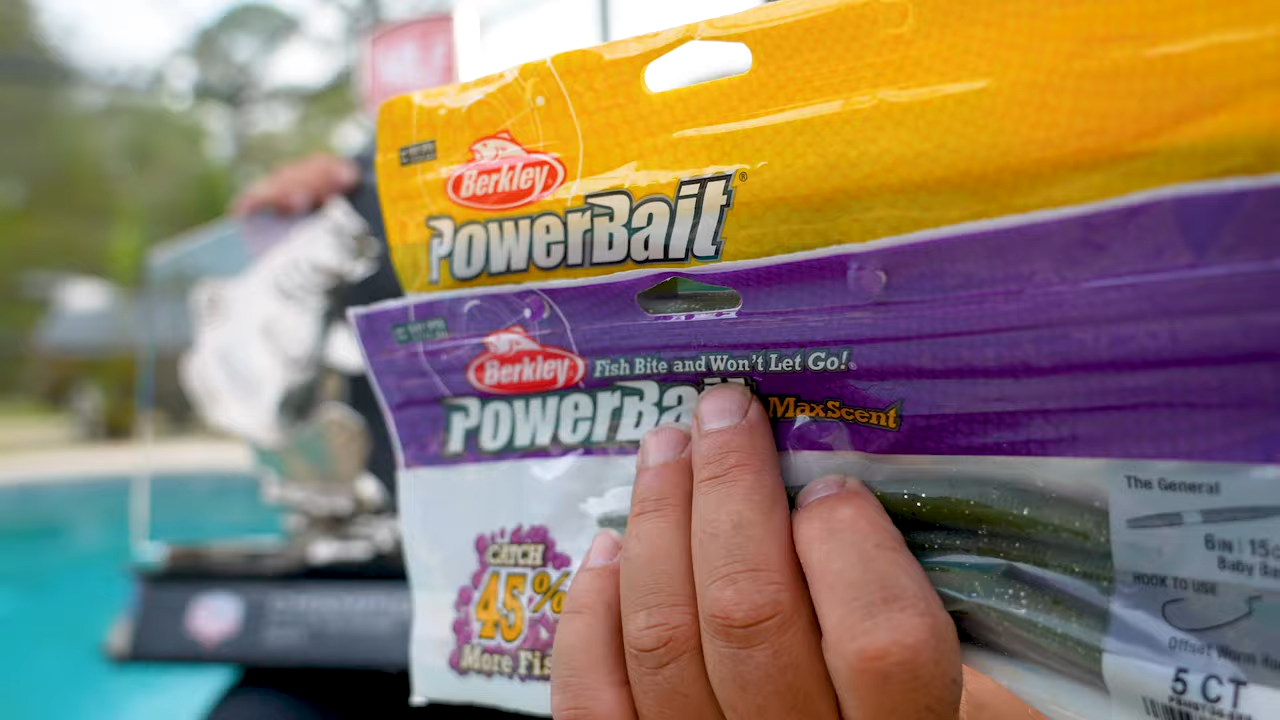 Berkley
PowerBait®
Berkley
Fish Bite and Won't Let Go!
PowerBa
MaxScent
CATCH
45%
More Fis
The General
6IN | 15c
Baby Ba
HOOK TO USE
Offset Worm
5 CT